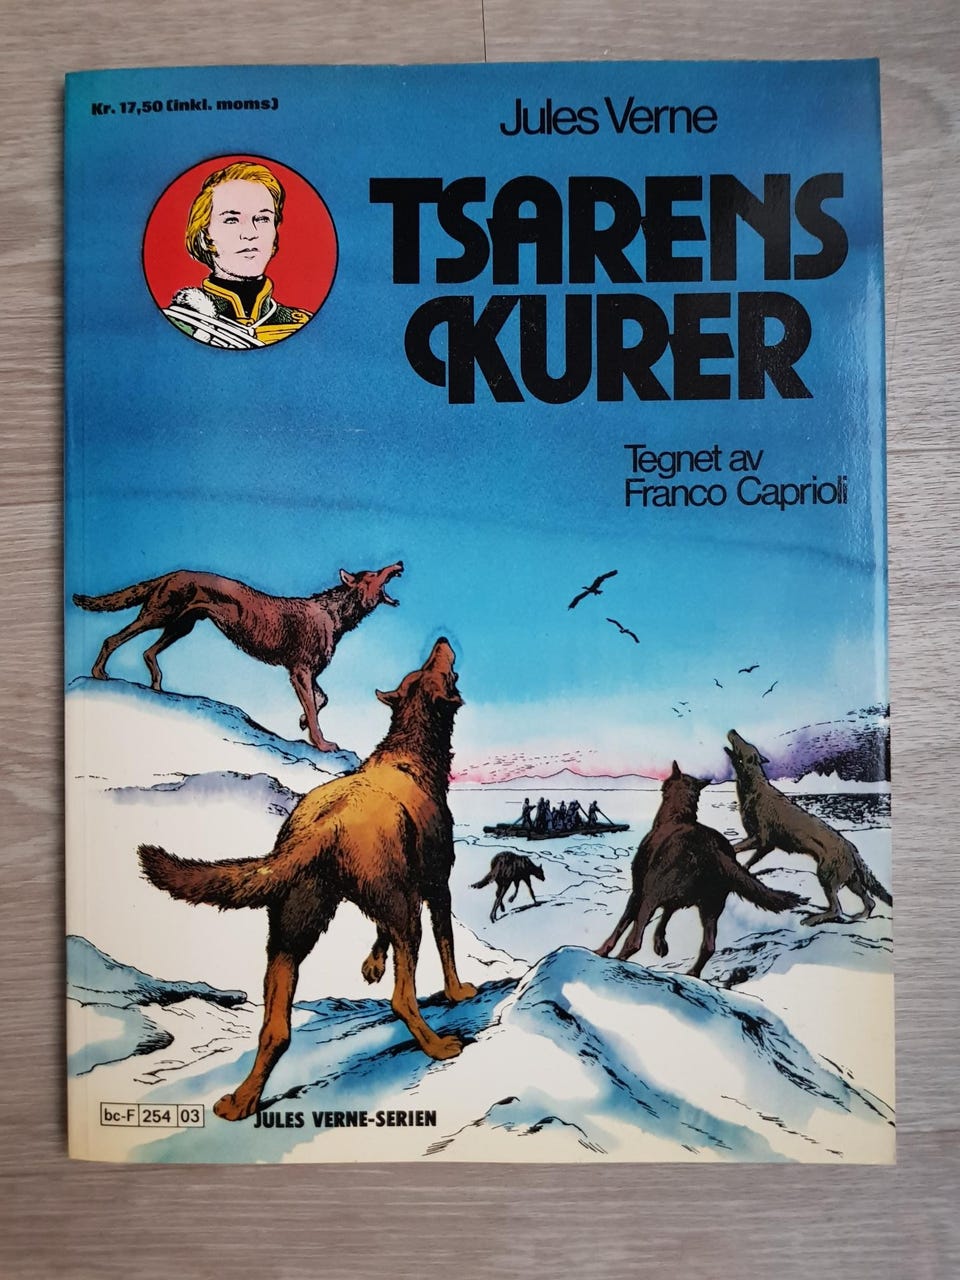 Kr. 17,50 (inkl. moms)
Jules Verne
TSARENS
KURER
Tegnet av
Franco Caprioli
bc-F 254 03
JULES VERNE-SERIEN